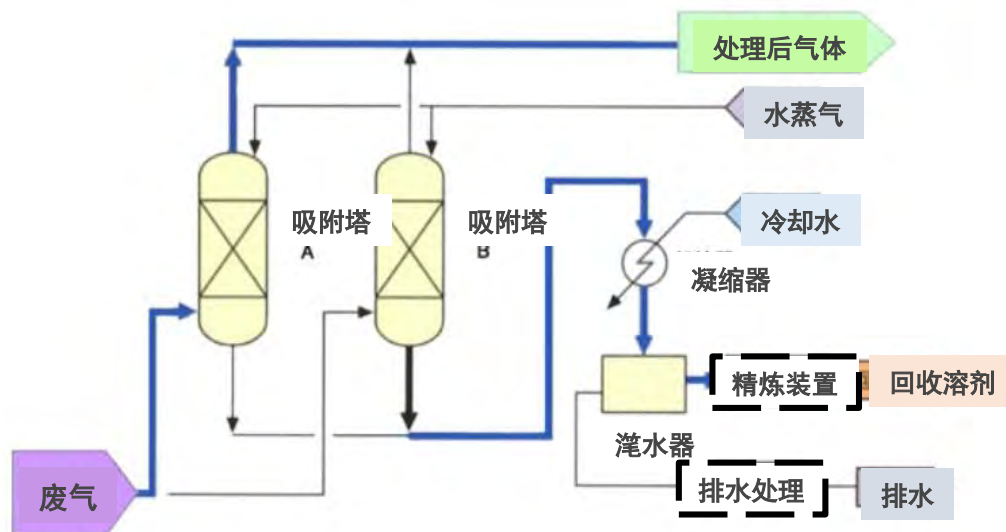 处理后气体
水蒸气
吸附塔
A
吸附塔
B
冷却水
凝缩器
精炼装置
回收溶剂
滗水器
废气
排水处理
排水